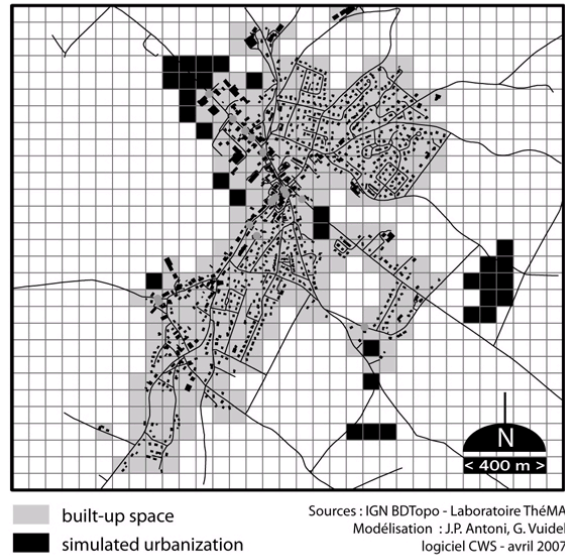 N
< 400 m >
built-up space
simulated urbanization
Sources : IGN BDTopo - Laboratoire ThéMA
Modélisation : J.P. Antoni, G. Vuidel
logiciel CWS - avril 2007